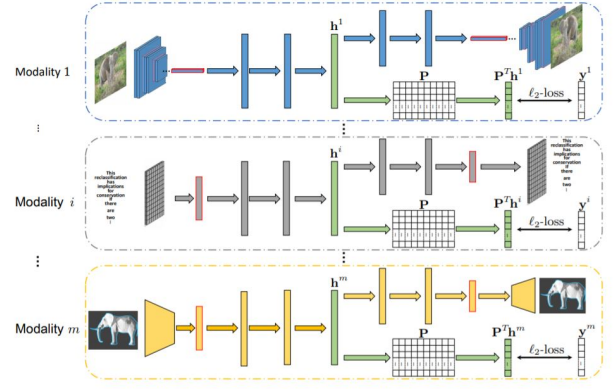 h¹
Modality 1
P
Pᵀh¹
ℓ₂-loss
y¹
⋮
⋮
This
reclassification
has
implications
for
conservation
if
there
are
two
⋮
Modality i
hⁱ
This
reclassification
has
implications
for
conservation
if
there
are
two
⋮
P
Pᵀhⁱ
ℓ₂-loss
yⁱ
⋮
⋮
hᵐ
Modality m
P
Pᵀhᵐ
ℓ₂-loss
yᵐ